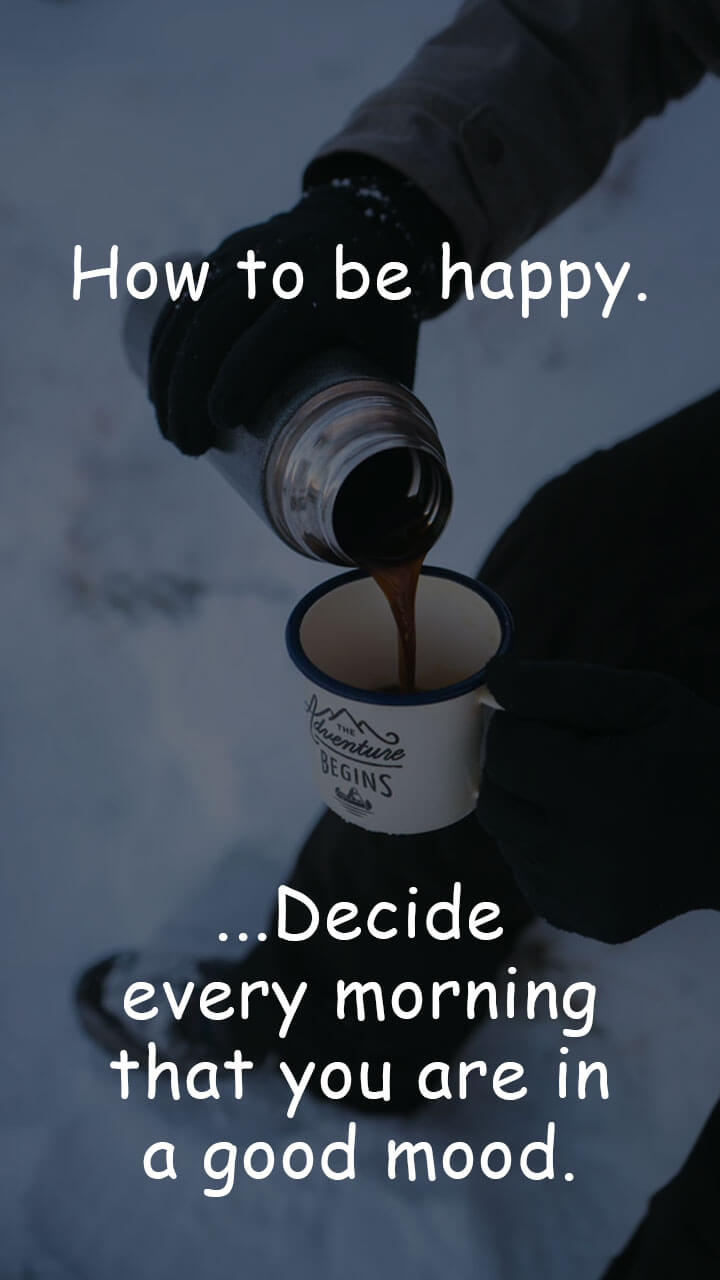 How to be happy.
THE
Adventure
BEGINS
...Decide
every morning
that you are in
a good mood.